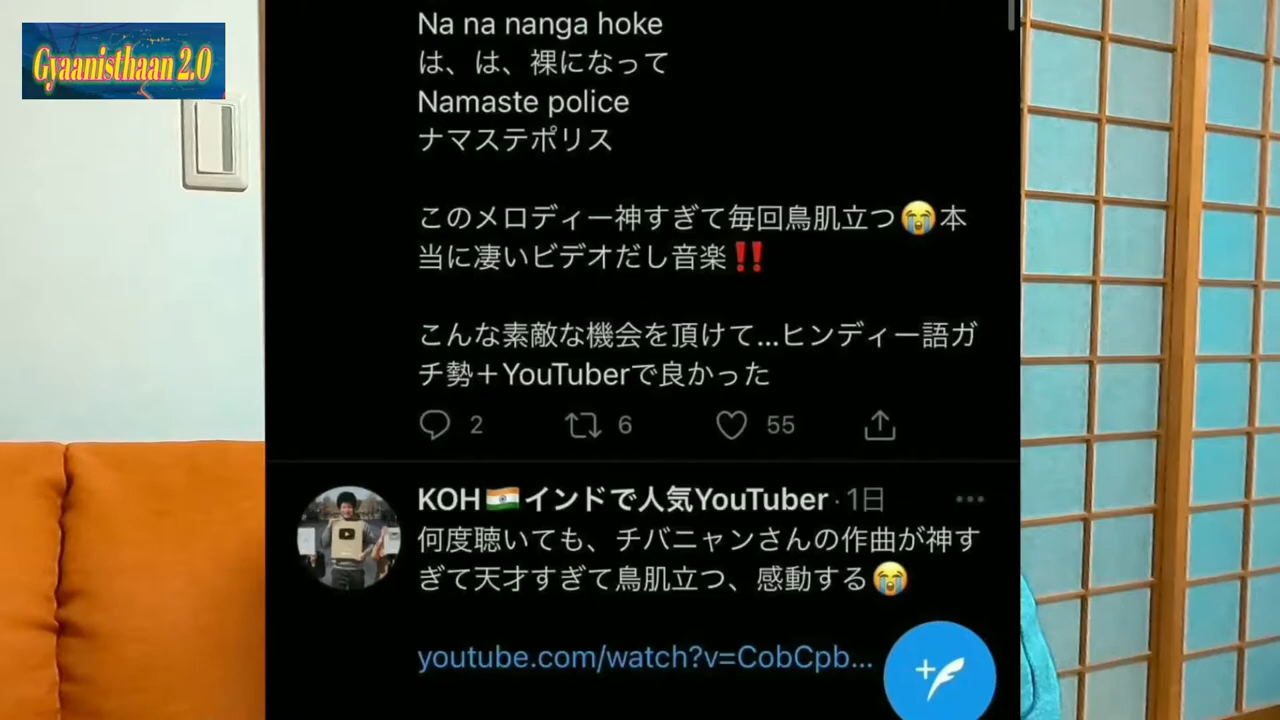 Gyaanisthaan 2.0
Na na nanga hoke
は、は、裸になって
Namaste police
ナマステポリス
このメロディー神すぎて毎回鳥肌立つ😭本
当に凄いビデオだし音楽‼️
こんな素敵な機会を頂けて...ヒンディー語ガ
チ勢＋YouTuberで良かった
2 6 55
KOH🇮🇳インドで人気YouTuber · 1日
何度聴いても、チバニャンさんの作曲が神す
ぎて天才すぎて鳥肌立つ、感動する😭
youtube.com/watch?v=CobCpb...